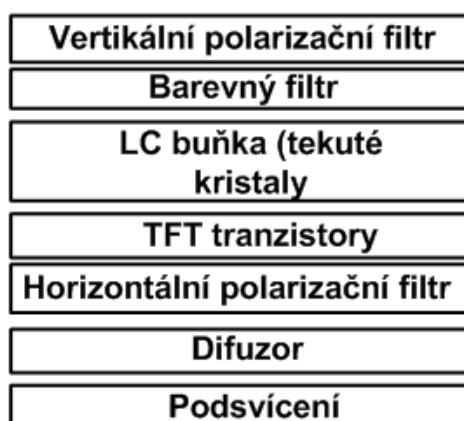 Vertikální polarizační filtr
Barevný filtr
LC buňka (tekuté
kristaly
TFT tranzistory
Horizontální polarizační filtr
Difuzor
Podsvícení